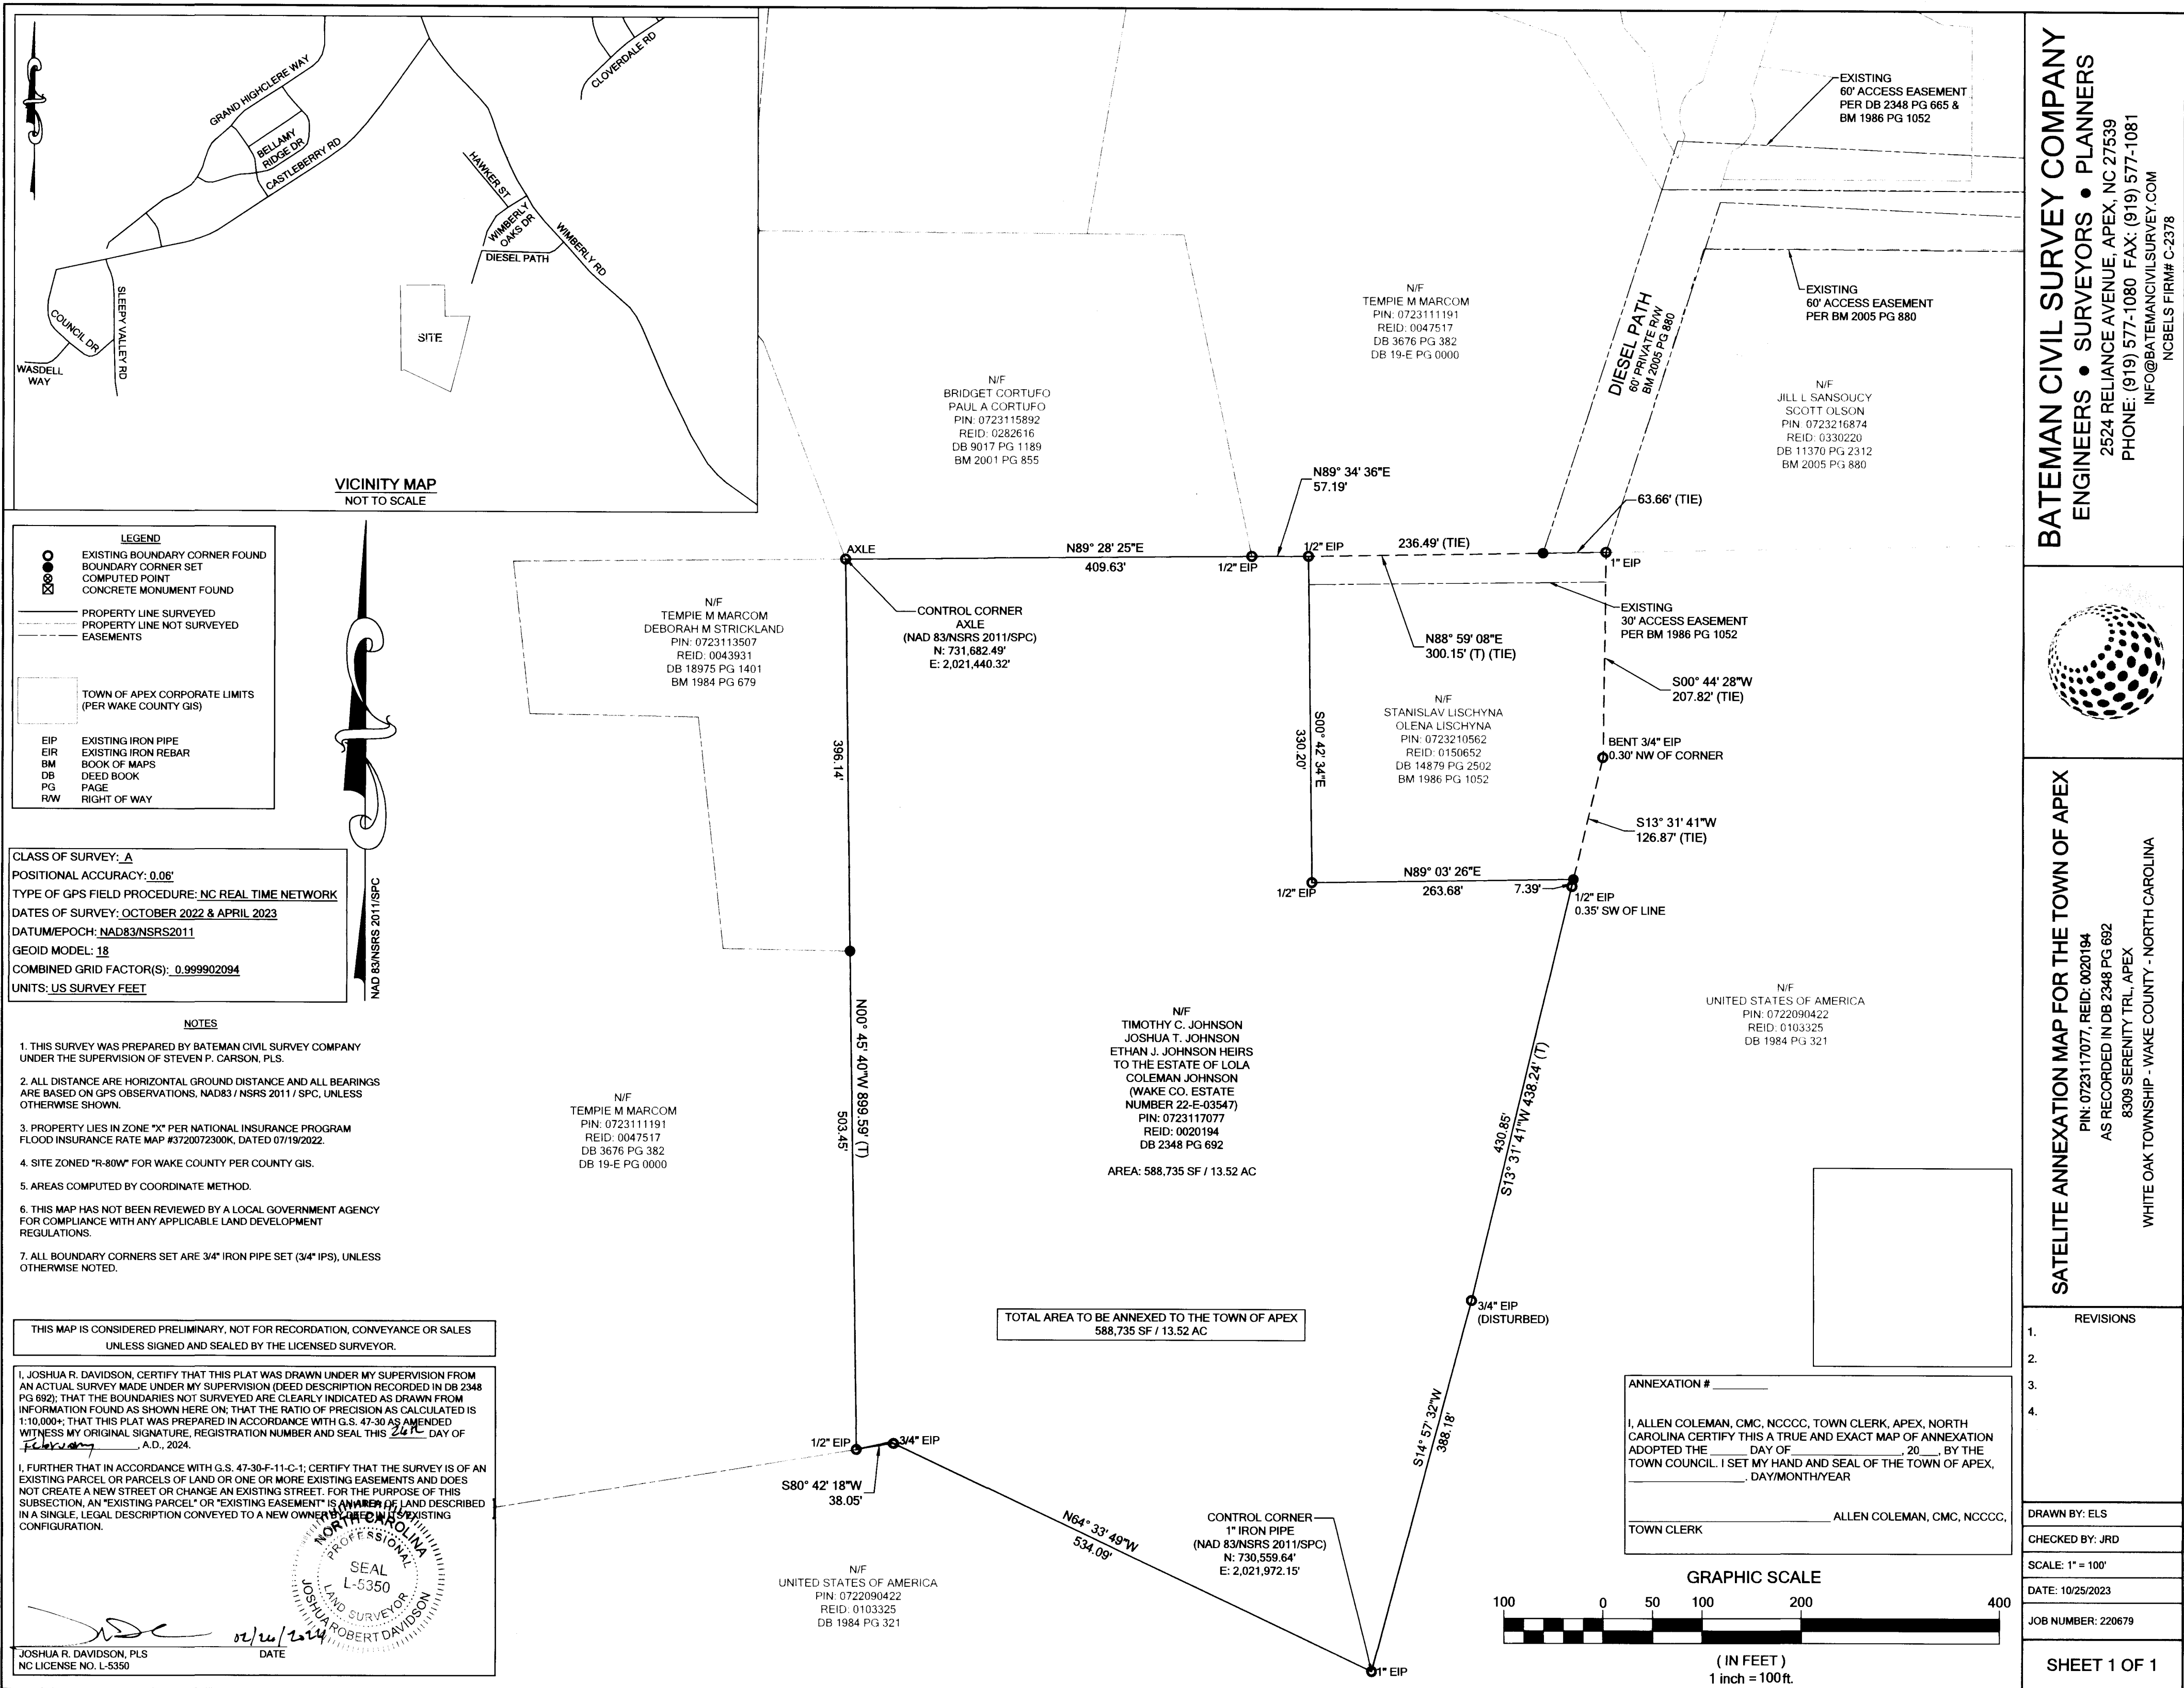 GRAND HIGHCLERE WAY
BELLAMY
RIDGE DR
CASTLEBERRY RD
CLOVERDALE RD
HAWKER ST
WIMBERLY
OAKS DR
WIMBERLY RD
DIESEL PATH
SLEEPY VALLEY RD
COUNCIL DR
WASDELL
WAY
SITE
VICINITY MAP
NOT TO SCALE
LEGEND
EXISTING BOUNDARY CORNER FOUND
BOUNDARY CORNER SET
COMPUTED POINT
CONCRETE MONUMENT FOUND
PROPERTY LINE SURVEYED
PROPERTY LINE NOT SURVEYED
EASEMENTS
TOWN OF APEX CORPORATE LIMITS
(PER WAKE COUNTY GIS)
EIP EXISTING IRON PIPE
EIR EXISTING IRON REBAR
BM BOOK OF MAPS
DB DEED BOOK
PG PAGE
R/W RIGHT OF WAY
NAD 83/NSRS 2011/SPC
CLASS OF SURVEY: A
POSITIONAL ACCURACY: 0.06'
TYPE OF GPS FIELD PROCEDURE: NC REAL TIME NETWORK
DATES OF SURVEY: OCTOBER 2022 & APRIL 2023
DATUM/EPOCH: NAD83/NSRS2011
GEOID MODEL: 18
COMBINED GRID FACTOR(S): 0.999902094
UNITS: US SURVEY FEET
NOTES
1. THIS SURVEY WAS PREPARED BY BATEMAN CIVIL SURVEY COMPANY
UNDER THE SUPERVISION OF STEVEN P. CARSON, PLS.
2. ALL DISTANCE ARE HORIZONTAL GROUND DISTANCE AND ALL BEARINGS
ARE BASED ON GPS OBSERVATIONS, NAD83 / NSRS 2011 / SPC, UNLESS
OTHERWISE SHOWN.
3. PROPERTY LIES IN ZONE "X" PER NATIONAL INSURANCE PROGRAM
FLOOD INSURANCE RATE MAP #3720072300K, DATED 07/19/2022.
4. SITE ZONED "R-80W" FOR WAKE COUNTY PER COUNTY GIS.
5. AREAS COMPUTED BY COORDINATE METHOD.
6. THIS MAP HAS NOT BEEN REVIEWED BY A LOCAL GOVERNMENT AGENCY
FOR COMPLIANCE WITH ANY APPLICABLE LAND DEVELOPMENT
REGULATIONS.
7. ALL BOUNDARY CORNERS SET ARE 3/4" IRON PIPE SET (3/4" IPS), UNLESS
OTHERWISE NOTED.
THIS MAP IS CONSIDERED PRELIMINARY, NOT FOR RECORDATION, CONVEYANCE OR SALES
UNLESS SIGNED AND SEALED BY THE LICENSED SURVEYOR.
I, JOSHUA R. DAVIDSON, CERTIFY THAT THIS PLAT WAS DRAWN UNDER MY SUPERVISION FROM
AN ACTUAL SURVEY MADE UNDER MY SUPERVISION (DEED DESCRIPTION RECORDED IN DB 2348
PG 692); THAT THE BOUNDARIES NOT SURVEYED ARE CLEARLY INDICATED AS DRAWN FROM
INFORMATION FOUND AS SHOWN HERE ON; THAT THE RATIO OF PRECISION AS CALCULATED IS
1:10,000+; THAT THIS PLAT WAS PREPARED IN ACCORDANCE WITH G.S. 47-30 AS AMENDED
WITNESS MY ORIGINAL SIGNATURE, REGISTRATION NUMBER AND SEAL THIS 26th DAY OF
February, A.D., 2024.
I, FURTHER THAT IN ACCORDANCE WITH G.S. 47-30-F-11-C-1; CERTIFY THAT THE SURVEY IS OF AN
EXISTING PARCEL OR PARCELS OF LAND OR ONE OR MORE EXISTING EASEMENTS AND DOES
NOT CREATE A NEW STREET OR CHANGE AN EXISTING STREET. FOR THE PURPOSE OF THIS
SUBSECTION, AN "EXISTING PARCEL" OR "EXISTING EASEMENT" IS AN AREA OF LAND DESCRIBED
IN A SINGLE, LEGAL DESCRIPTION CONVEYED TO A NEW OWNER BY DEED IN ITS EXISTING
CONFIGURATION.
NORTH CAROLINA
PROFESSIONAL
SEAL
L-5350
LAND SURVEYOR
JOSHUA ROBERT DAVIDSON
02/26/2024
JOSHUA R. DAVIDSON, PLS DATE
NC LICENSE NO. L-5350
N/F
BRIDGET CORTUFO
PAUL A CORTUFO
PIN: 0723115892
REID: 0282616
DB 9017 PG 1189
BM 2001 PG 855
N/F
TEMPIE M MARCOM
PIN: 0723111191
REID: 0047517
DB 3676 PG 382
DB 19-E PG 0000
DIESEL PATH
60' PRIVATE R/W
BM 2005 PG 880
EXISTING
60' ACCESS EASEMENT
PER DB 2348 PG 665 &
BM 1986 PG 1052
EXISTING
60' ACCESS EASEMENT
PER BM 2005 PG 880
N/F
JILL L SANSOUCY
SCOTT OLSON
PIN: 0723216874
REID: 0330220
DB 11370 PG 2312
BM 2005 PG 880
N89° 34' 36"E
57.19'
63.66' (TIE)
AXLE
N89° 28' 25"E
409.63'
1/2" EIP
1/2" EIP
236.49' (TIE)
1" EIP
CONTROL CORNER
AXLE
(NAD 83/NSRS 2011/SPC)
N: 731,682.49'
E: 2,021,440.32'
EXISTING
30' ACCESS EASEMENT
PER BM 1986 PG 1052
N88° 59' 08"E
300.15' (T) (TIE)
S00° 44' 28"W
207.82' (TIE)
N/F
TEMPIE M MARCOM
DEBORAH M STRICKLAND
PIN: 0723113507
REID: 0043931
DB 18975 PG 1401
BM 1984 PG 679
396.14'
S00° 42' 34"E
330.20'
N/F
STANISLAV LISCHYNA
OLENA LISCHYNA
PIN: 0723210562
REID: 0150652
DB 14879 PG 2502
BM 1986 PG 1052
BENT 3/4" EIP
0.30' NW OF CORNER
S13° 31' 41"W
126.87' (TIE)
1/2" EIP
N89° 03' 26"E
263.68'
7.39'
1/2" EIP
0.35' SW OF LINE
N00° 45' 40"W 899.59' (T)
503.45'
N/F
TEMPIE M MARCOM
PIN: 0723111191
REID: 0047517
DB 3676 PG 382
DB 19-E PG 0000
N/F
TIMOTHY C. JOHNSON
JOSHUA T. JOHNSON
ETHAN J. JOHNSON HEIRS
TO THE ESTATE OF LOLA
COLEMAN JOHNSON
(WAKE CO. ESTATE
NUMBER 22-E-03547)
PIN: 0723117077
REID: 0020194
DB 2348 PG 692
AREA: 588,735 SF / 13.52 AC
430.85'
S13° 31' 41"W 438.24' (T)
N/F
UNITED STATES OF AMERICA
PIN: 0722090422
REID: 0103325
DB 1984 PG 321
TOTAL AREA TO BE ANNEXED TO THE TOWN OF APEX
588,735 SF / 13.52 AC
3/4" EIP
(DISTURBED)
S14° 57' 32"W
388.18'
1/2" EIP
3/4" EIP
S80° 42' 18"W
38.05'
N64° 33' 49"W
534.09'
CONTROL CORNER
1" IRON PIPE
(NAD 83/NSRS 2011/SPC)
N: 730,559.64'
E: 2,021,972.15'
1" EIP
N/F
UNITED STATES OF AMERICA
PIN: 0722090422
REID: 0103325
DB 1984 PG 321
ANNEXATION #
I, ALLEN COLEMAN, CMC, NCCCC, TOWN CLERK, APEX, NORTH
CAROLINA CERTIFY THIS A TRUE AND EXACT MAP OF ANNEXATION
ADOPTED THE ______ DAY OF ______________, 20___, BY THE
TOWN COUNCIL. I SET MY HAND AND SEAL OF THE TOWN OF APEX,
______________. DAY/MONTH/YEAR
______________ ALLEN COLEMAN, CMC, NCCCC,
TOWN CLERK
GRAPHIC SCALE
100 0 50 100 200 400
( IN FEET )
1 inch = 100 ft.
BATEMAN CIVIL SURVEY COMPANY
ENGINEERS ● SURVEYORS ● PLANNERS
2524 RELIANCE AVENUE, APEX, NC 27539
PHONE: (919) 577-1080 FAX: (919) 577-1081
INFO@BATEMANCIVILSURVEY.COM
NCBELS FIRM# C-2378
SATELITE ANNEXATION MAP FOR THE TOWN OF APEX
PIN: 0723117077, REID: 0020194
AS RECORDED IN DB 2348 PG 692
8309 SERENITY TRL, APEX
WHITE OAK TOWNSHIP - WAKE COUNTY - NORTH CAROLINA
REVISIONS
1.
2.
3.
4.
DRAWN BY: ELS
CHECKED BY: JRD
SCALE: 1" = 100'
DATE: 10/25/2023
JOB NUMBER: 220679
SHEET 1 OF 1